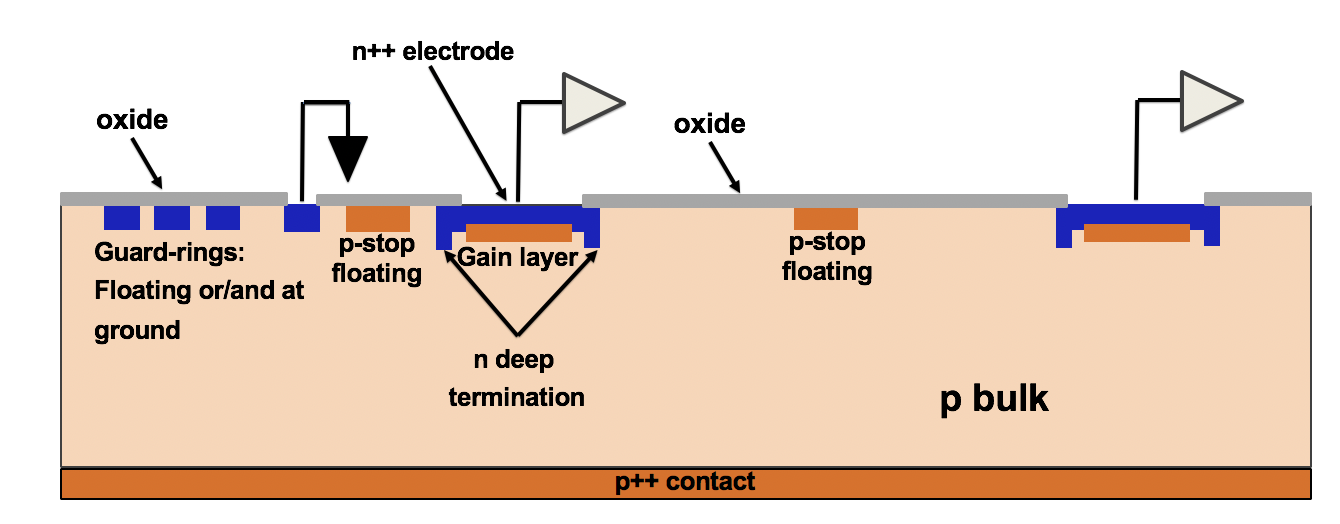 n++ electrode
oxide
oxide
Guard-rings:
Floating or/and at
ground
p-stop
floating
Gain layer
p-stop
floating
n deep
termination
p bulk
p++ contact